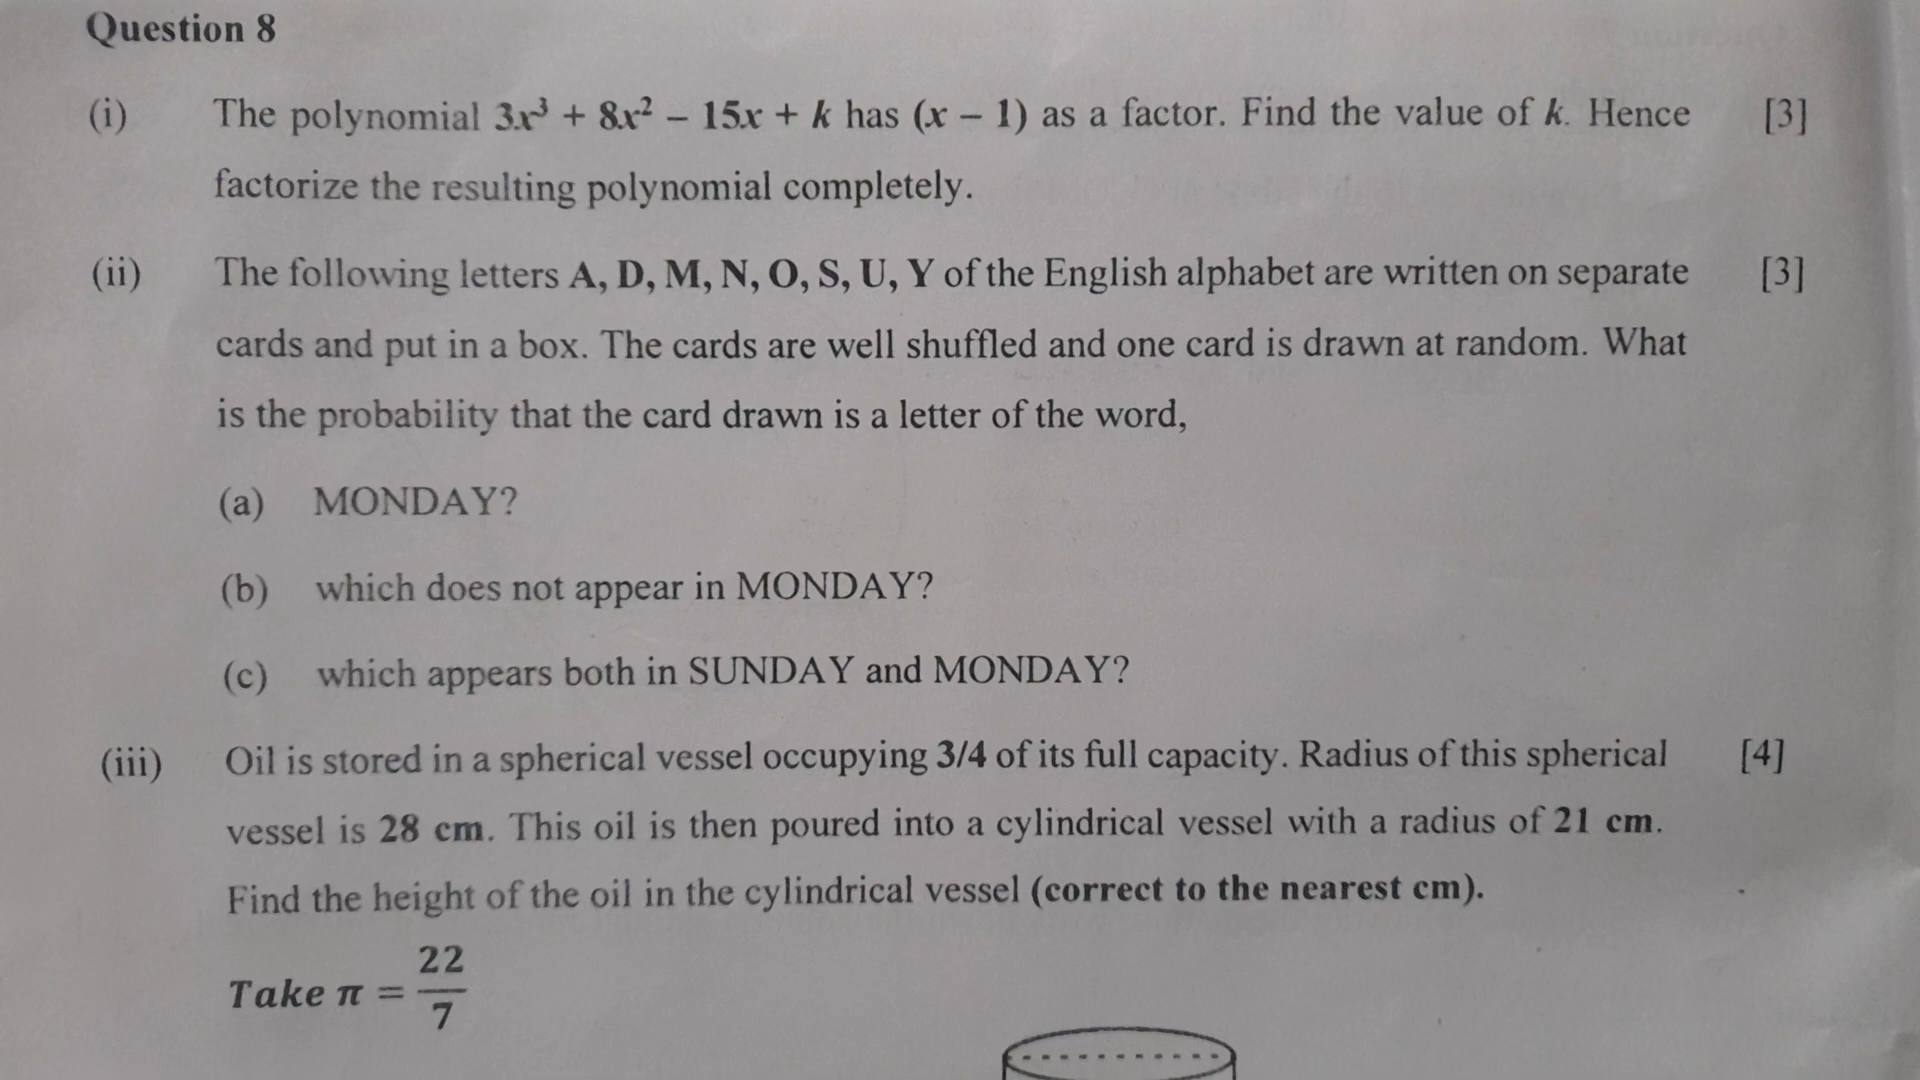 Question 8
(i) The polynomial 3x³ + 8x² – 15x + k has (x – 1) as a factor. Find the value of k. Hence [3]
factorize the resulting polynomial completely.
(ii) The following letters A, D, M, N, O, S, U, Y of the English alphabet are written on separate [3]
cards and put in a box. The cards are well shuffled and one card is drawn at random. What
is the probability that the card drawn is a letter of the word,
(a) MONDAY?
(b) which does not appear in MONDAY?
(c) which appears both in SUNDAY and MONDAY?
(iii) Oil is stored in a spherical vessel occupying 3/4 of its full capacity. Radius of this spherical [4]
vessel is 28 cm. This oil is then poured into a cylindrical vessel with a radius of 21 cm.
Find the height of the oil in the cylindrical vessel (correct to the nearest cm).
Take π = 22/7